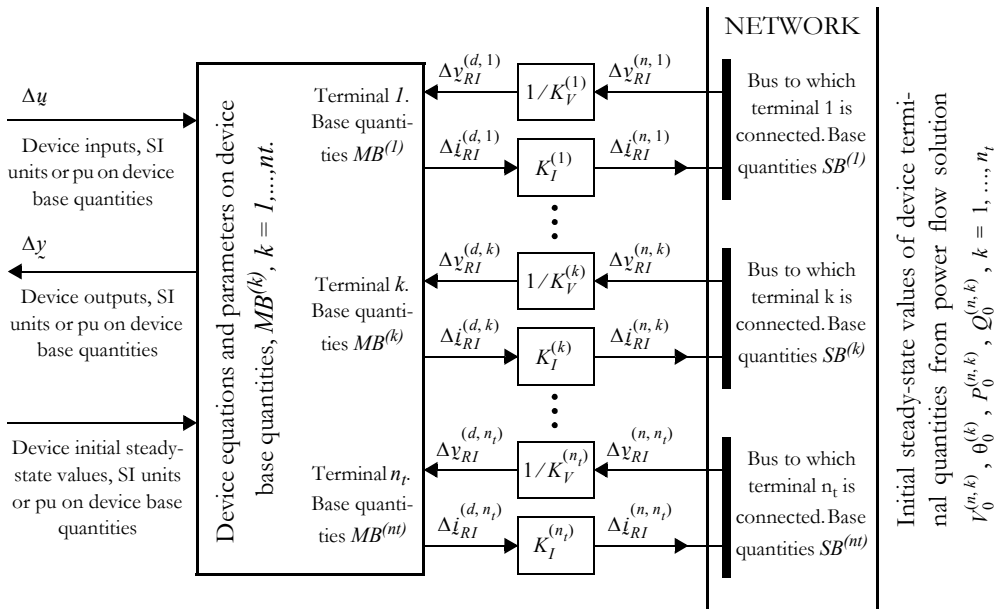 Δu
Device inputs, SI
units or pu on device
base quantities
Δy
Device outputs, SI
units or pu on device
base quantities
Device initial steady-
state values, SI units
or pu on device base
quantities
Device equations and parameters on device
base quantities, MB^(k), k = 1,...,nt.
Terminal 1.
Base quanti-
ties MB^(1)
Terminal k.
Base quanti-
ties MB^(k)
Terminal n_t.
Base quanti-
ties MB^(nt)
Δv_RI^(d, 1)
1/K_V^(1)
Δv_RI^(n, 1)
Δi_RI^(d, 1)
K_I^(1)
Δi_RI^(n, 1)
Δv_RI^(d, k)
1/K_V^(k)
Δv_RI^(n, k)
Δi_RI^(d, k)
K_I^(k)
Δi_RI^(n, k)
Δv_RI^(d, n_t)
1/K_V^(n_t)
Δv_RI^(n, n_t)
Δi_RI^(d, n_t)
K_I^(n_t)
Δi_RI^(n, n_t)
NETWORK
Bus to which
terminal 1 is
connected. Base
quantities SB^(1)
Bus to which
terminal k is
connected. Base
quantities SB^(k)
Bus to which
terminal n_t is
connected. Base
quantities SB^(nt)
Initial steady-state values of device termi-
nal quantities from power flow solution
V_0^(n, k), θ_0^(k), P_0^(n, k), Q_0^(n, k), k = 1, ..., n_t